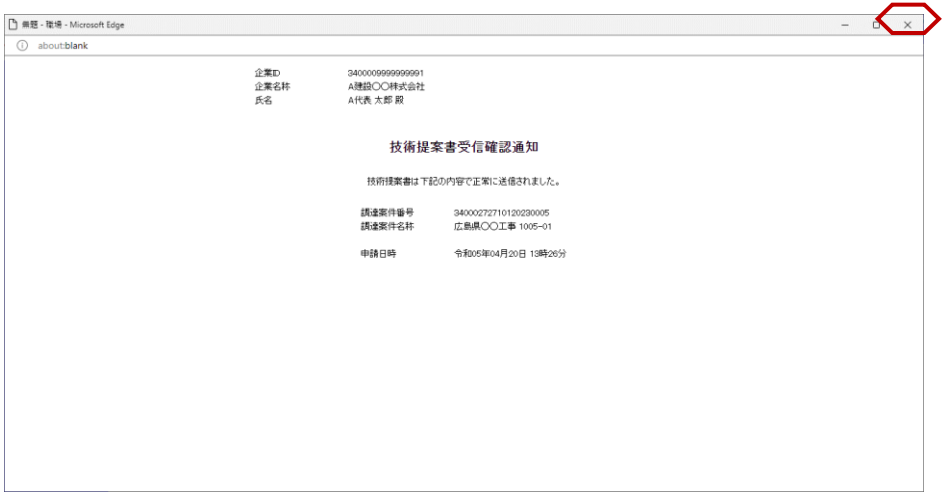 無題 - 職場 - Microsoft Edge
about:blank
企業ID 3400009999999991
企業名称 A建設〇〇株式会社
氏名 A代表 太郎 殿
技術提案書受信確認通知
技術提案書は下記の内容で正常に送信されました。
調達案件番号 34000272710120230005
調達案件名称 広島県〇〇工事 1005-01
申請日時 令和05年04月20日 13時26分